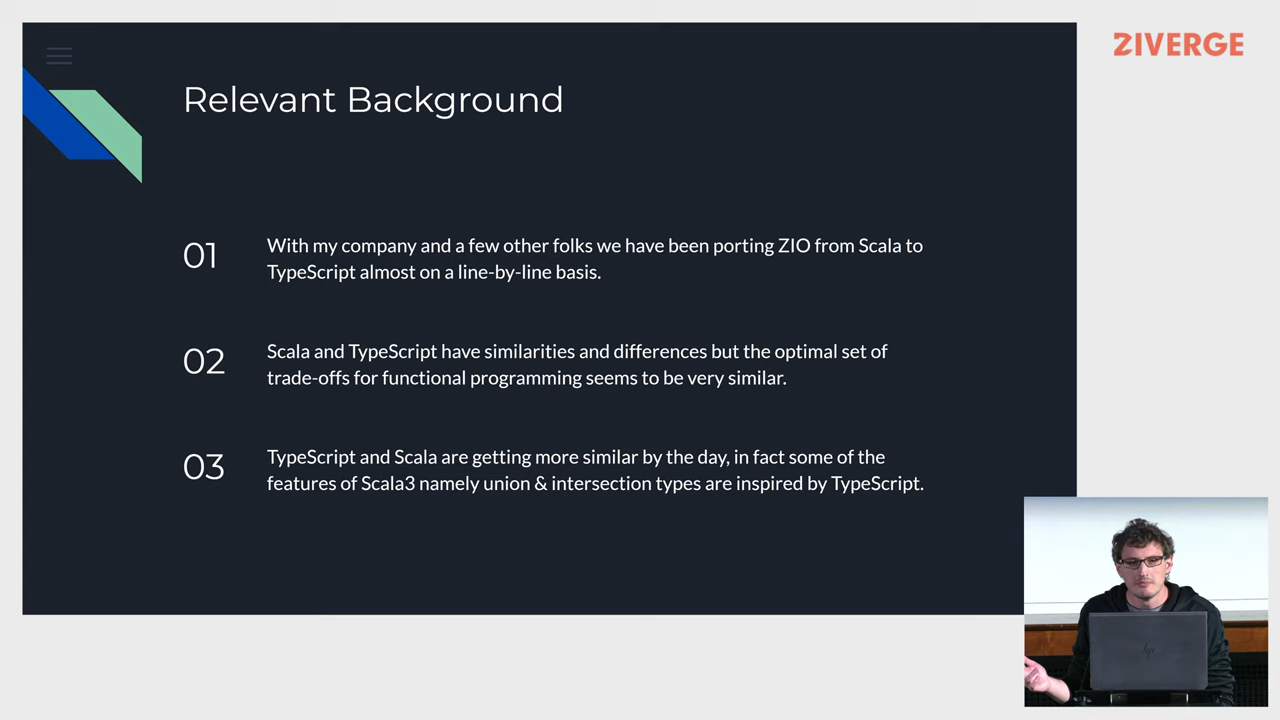 ZIVERGE
Relevant Background
01
With my company and a few other folks we have been porting ZIO from Scala to
TypeScript almost on a line-by-line basis.
02
Scala and TypeScript have similarities and differences but the optimal set of
trade-offs for functional programming seems to be very similar.
03
TypeScript and Scala are getting more similar by the day, in fact some of the
features of Scala3 namely union & intersection types are inspired by TypeScript.
hp